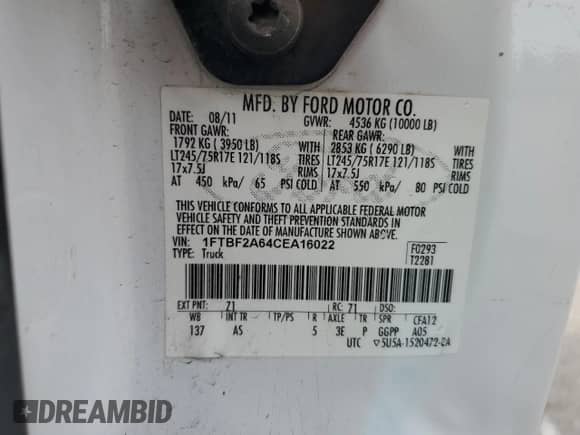 MFD. BY FORD MOTOR CO.
DATE: 08/11 GVWR: 4536 KG (10000 LB)
FRONT GAWR: REAR GAWR:
1792 KG ( 3950 LB) WITH 2853 KG ( 6290 LB) WITH
LT245/75R17E 121/118S TIRES LT245/75R17E 121/118S TIRES
17x7.5J RIMS 17x7.5J RIMS
AT 450 kPa/ 65 PSI COLD AT 550 kPa/ 80 PSI COLD
THIS VEHICLE CONFORMS TO ALL APPLICABLE FEDERAL MOTOR
VEHICLE SAFETY AND THEFT PREVENTION STANDARDS IN
EFFECT ON THE DATE OF MANUFACTURE SHOWN ABOVE.
VIN: 1FTBF2A64CEA16022 F0293
TYPE: Truck T2281
EXT PNT: Z1 RC: 71 DSO:
WB INT TR TP/PS R AXLE TR SPR CFA12
137 AS 5 3E P GGPP A05
UTC 5U5A-1520472-
DREAMBID